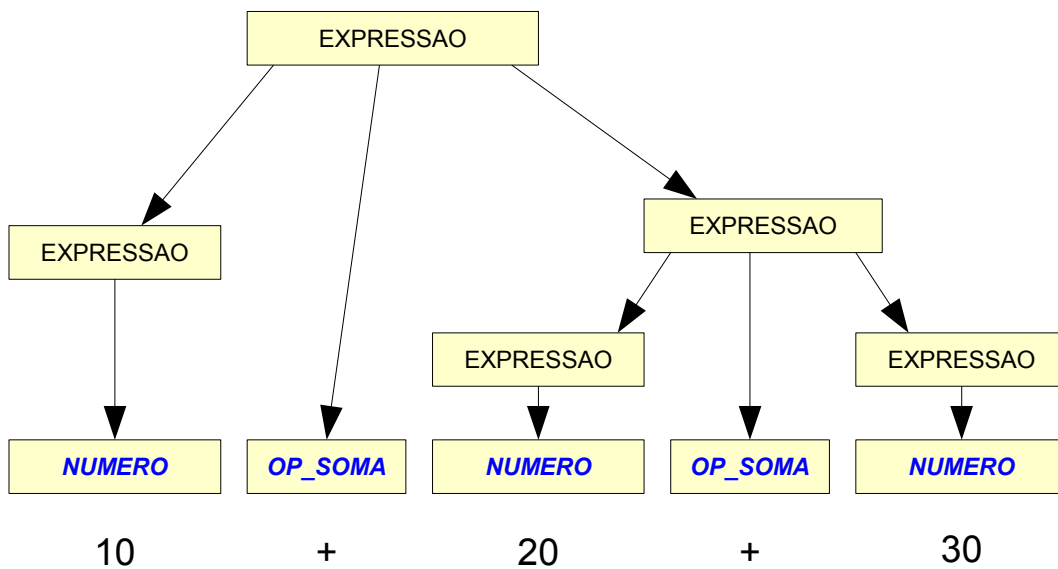 EXPRESSAO
EXPRESSAO
EXPRESSAO
EXPRESSAO
EXPRESSAO
NUMERO OP_SOMA NUMERO OP_SOMA NUMERO
10 + 20 + 30